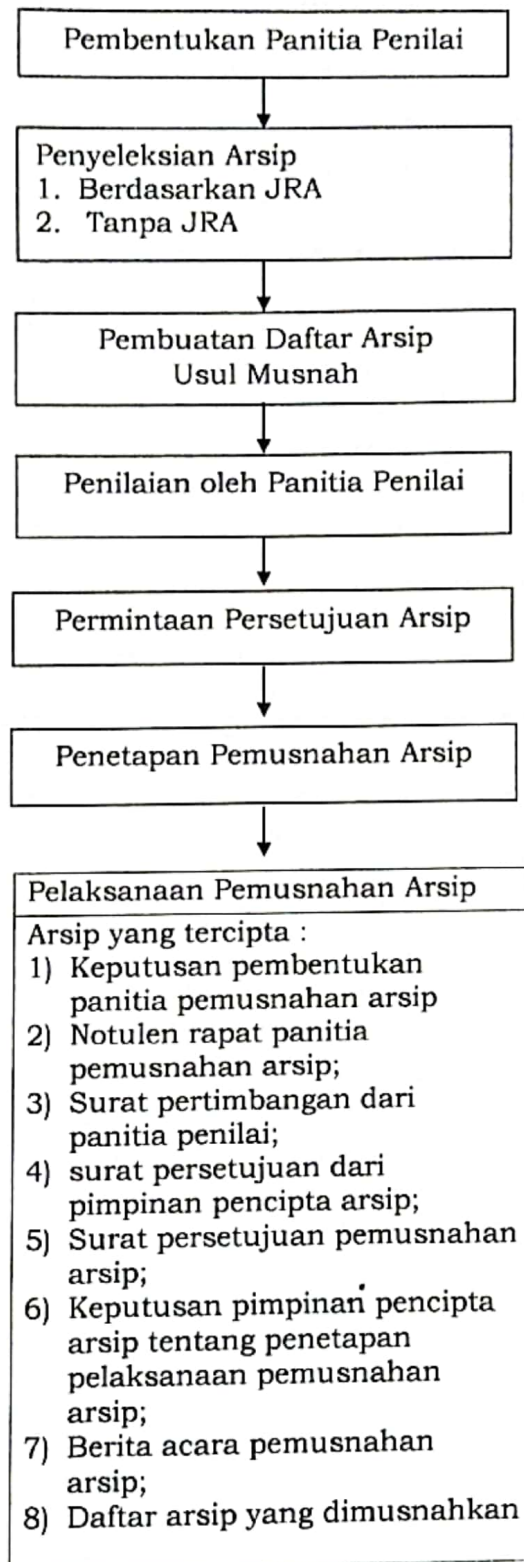 Pembentukan Panitia Penilai
Penyeleksian Arsip
1. Berdasarkan JRA
2. Tanpa JRA
Pembuatan Daftar Arsip
Usul Musnah
Penilaian oleh Panitia Penilai
Permintaan Persetujuan Arsip
Penetapan Pemusnahan Arsip
Pelaksanaan Pemusnahan Arsip
Arsip yang tercipta :
1) Keputusan pembentukan
panitia pemusnahan arsip
2) Notulen rapat panitia
pemusnahan arsip;
3) Surat pertimbangan dari
panitia penilai;
4) surat persetujuan dari
pimpinan pencipta arsip;
5) Surat persetujuan pemusnahan
arsip;
6) Keputusan pimpinan pencipta
arsip tentang penetapan
pelaksanaan pemusnahan
arsip;
7) Berita acara pemusnahan
arsip;
8) Daftar arsip yang dimusnahkan